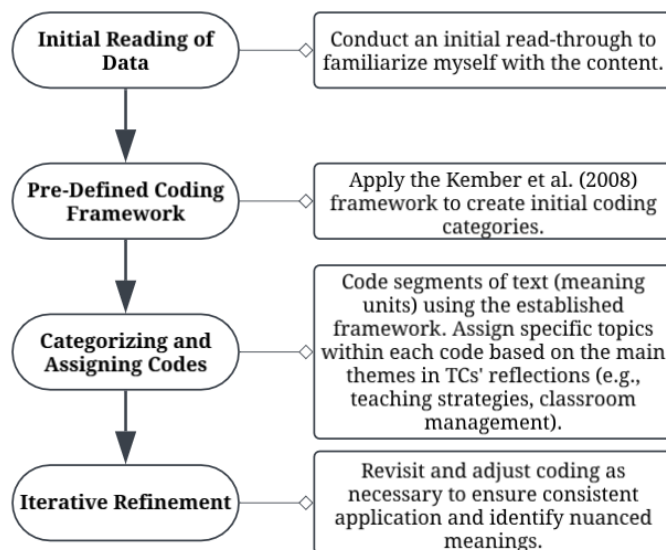 Initial Reading of
Data
Conduct an initial read-through to
familiarize myself with the content.
Pre-Defined Coding
Framework
Apply the Kember et al. (2008)
framework to create initial coding
categories.
Categorizing and
Assigning Codes
Code segments of text (meaning
units) using the established
framework. Assign specific topics
within each code based on the main
themes in TCs' reflections (e.g.,
teaching strategies, classroom
management).
Iterative Refinement
Revisit and adjust coding as
necessary to ensure consistent
application and identify nuanced
meanings.